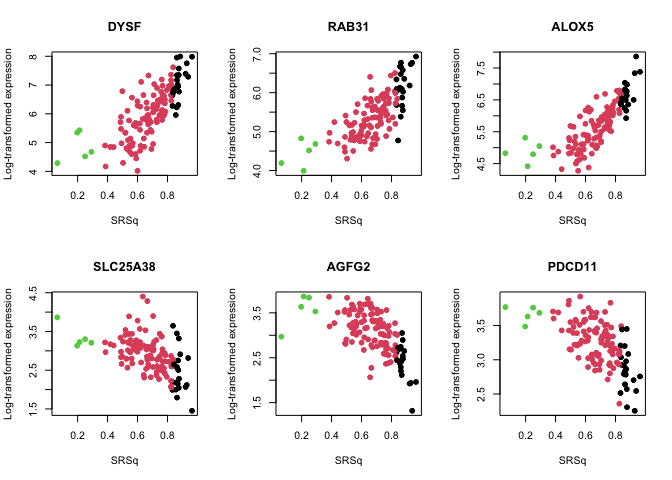 DYSF
Log-transformed expression
4 5 6 7 8
0.2 0.4 0.6 0.8
SRSq
RAB31
Log-transformed expression
4.0 5.0 6.0 7.0
0.2 0.4 0.6 0.8
SRSq
ALOX5
Log-transformed expression
4.5 5.5 6.5 7.5
0.2 0.4 0.6 0.8
SRSq
SLC25A38
Log-transformed expression
1.5 2.5 3.5 4.5
0.2 0.4 0.6 0.8
SRSq
AGFG2
Log-transformed expression
1.5 2.5 3.5
0.2 0.4 0.6 0.8
SRSq
PDCD11
Log-transformed expression
2.5 3.0 3.5
0.2 0.4 0.6 0.8
SRSq